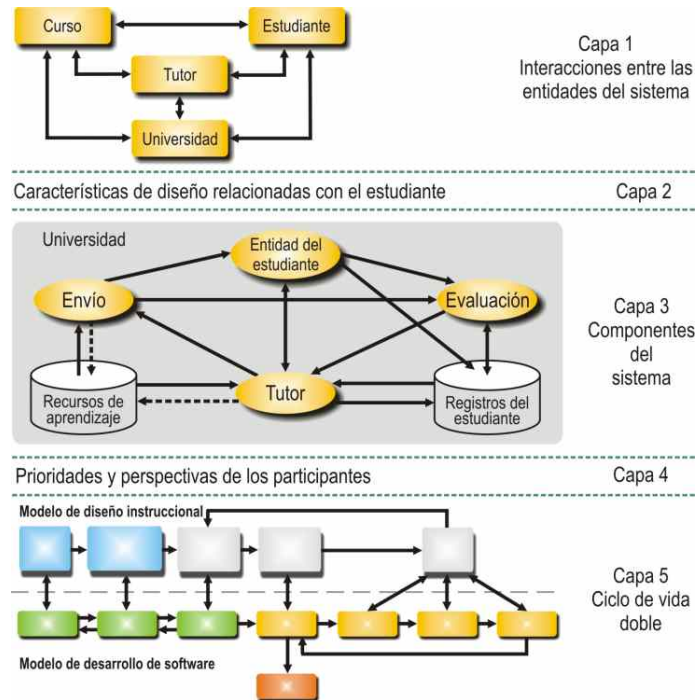 Curso
Estudiante
Tutor
Universidad
Capa 1
Interacciones entre las
entidades del sistema
Características de diseño relacionadas con el estudiante
Capa 2
Universidad
Entidad del
estudiante
Envío
Evaluación
Recursos de
aprendizaje
Tutor
Registros del
estudiante
Capa 3
Componentes
del
sistema
Prioridades y perspectivas de los participantes
Capa 4
Modelo de diseño instruccional
Capa 5
Ciclo de vida
doble
Modelo de desarrollo de software